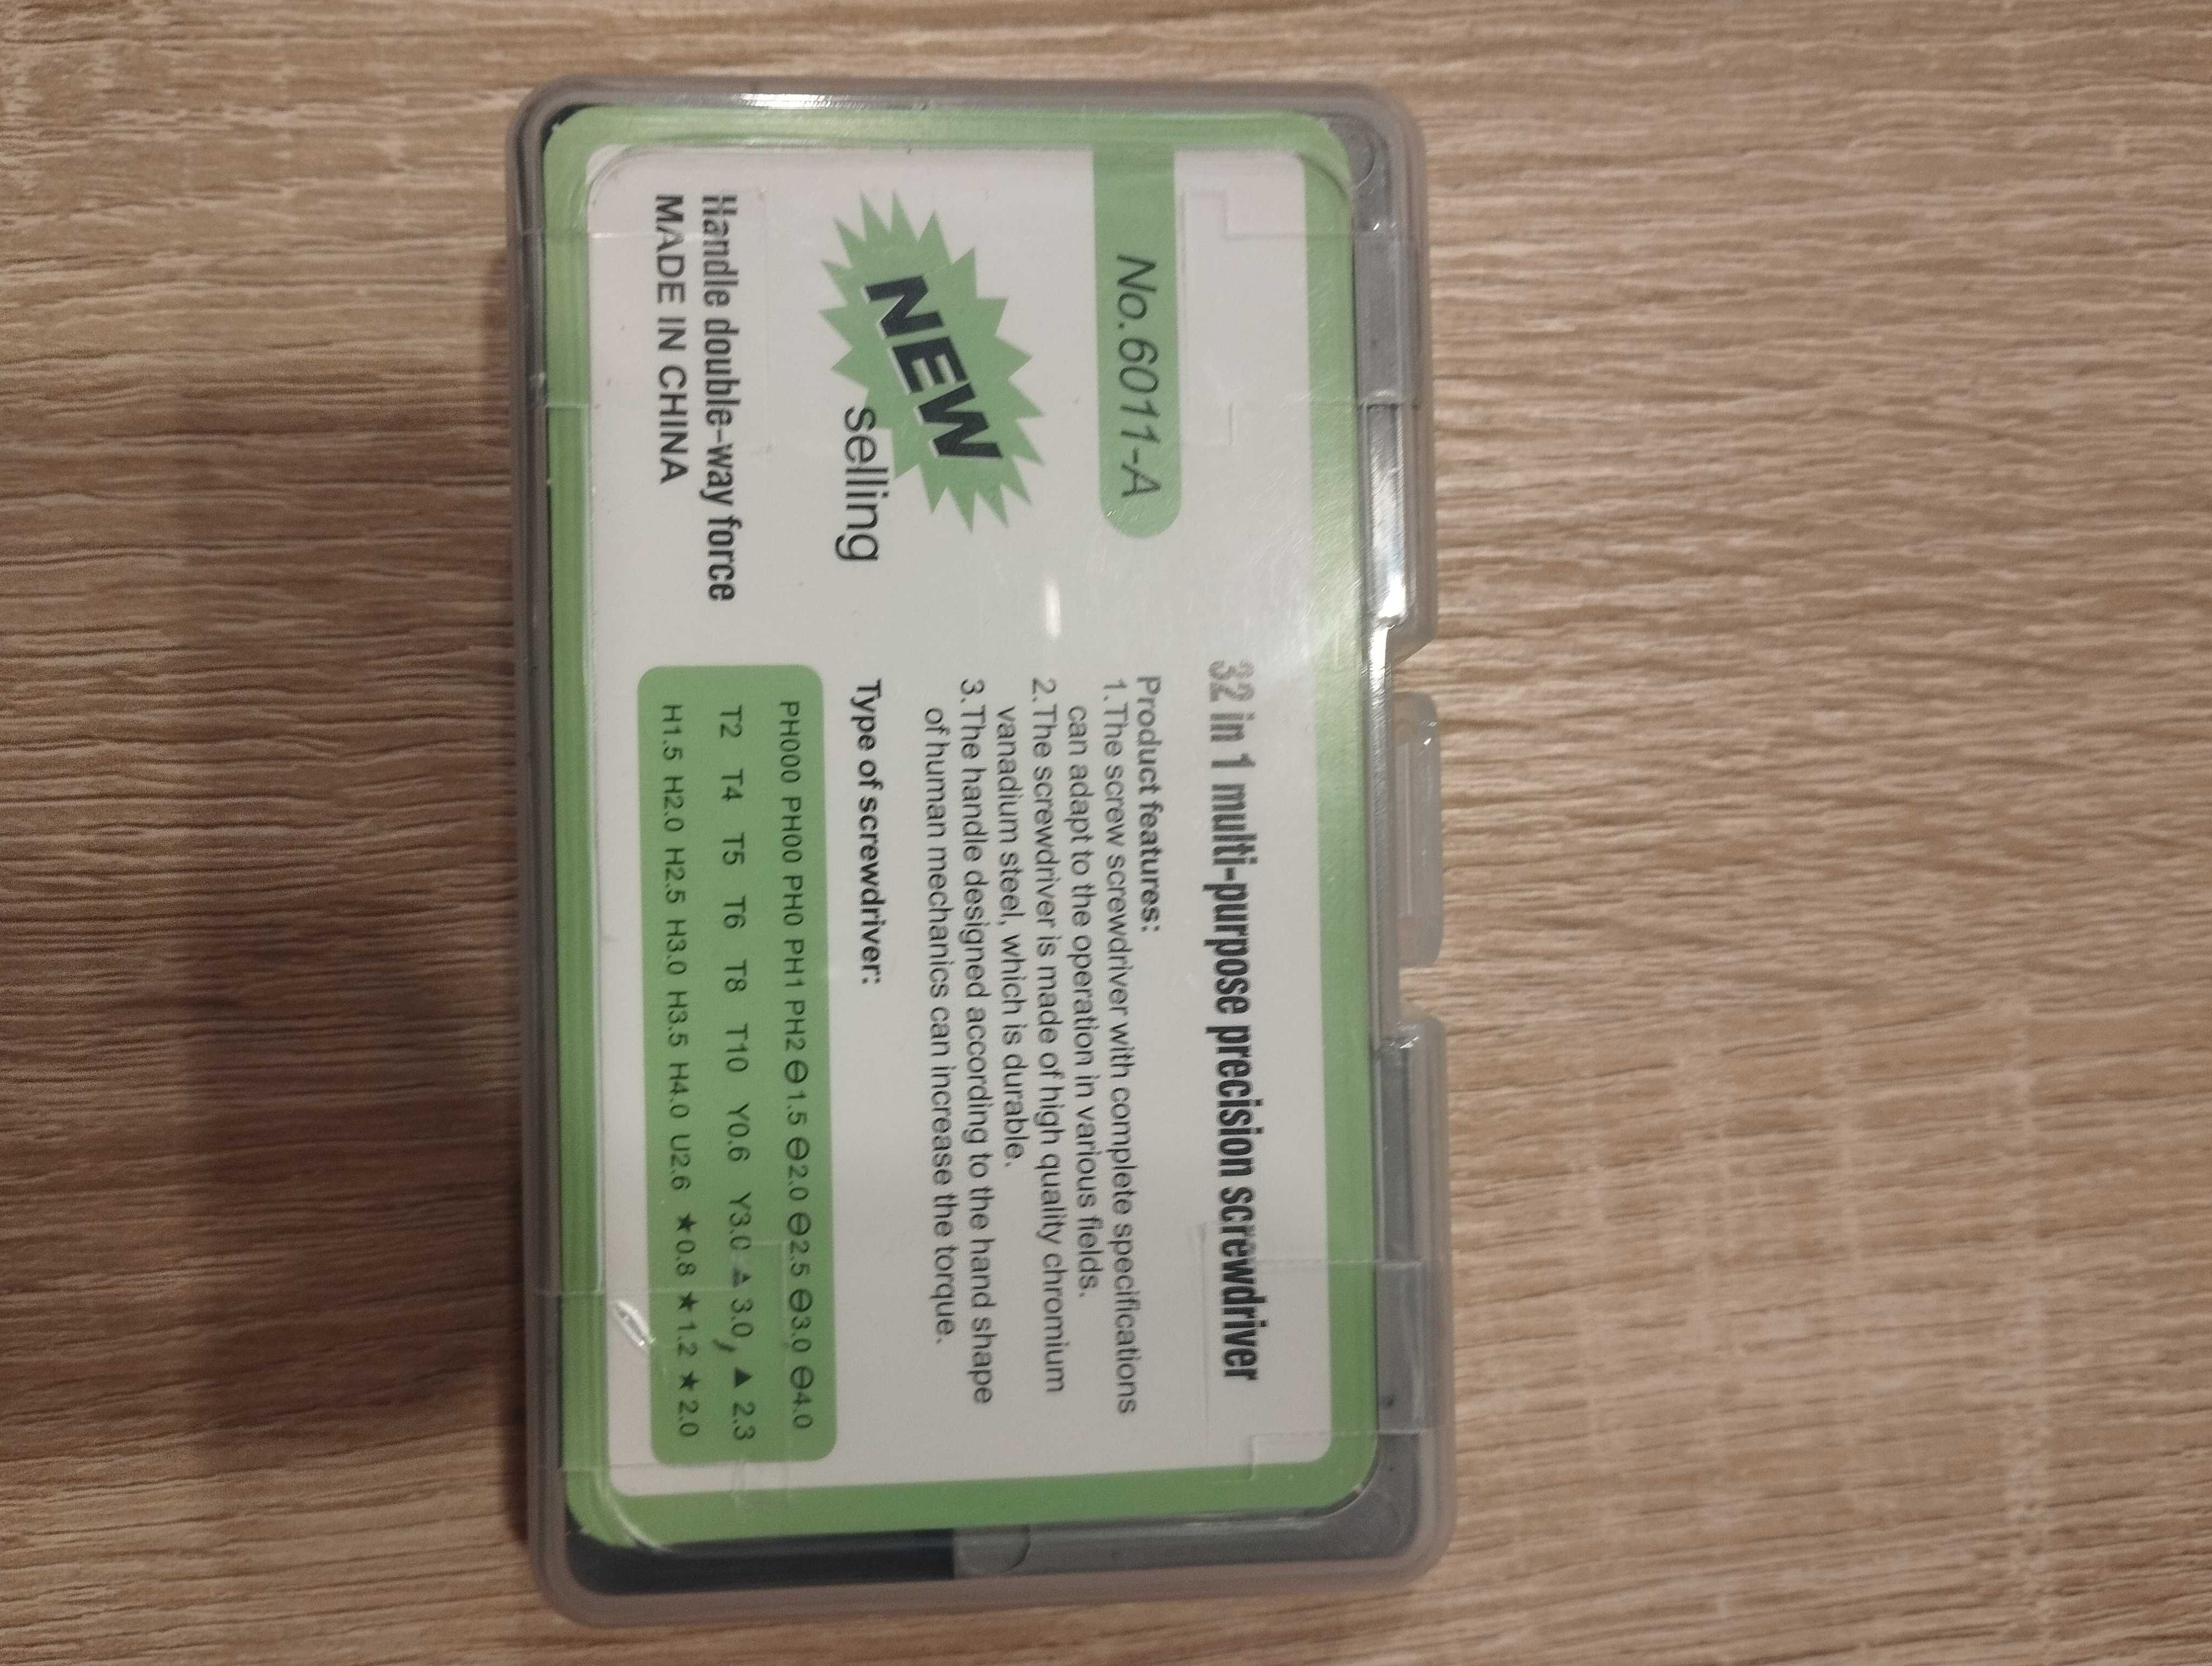 No.6011-A
NEW
selling
Handle double-way force
MADE IN CHINA
32 in 1 multi-purpose precision screwdriver
Product features:
1.The screw screwdriver with complete specifications
can adapt to the operation in various fields.
2.The screwdriver is made of high quality chromium
vanadium steel, which is durable.
3.The handle designed according to the hand shape
of human mechanics can increase the torque.
Type of screwdriver:
PH000 PH00 PH0 PH1 PH2 ⊖1.5 ⊖2.0 ⊖2.5 ⊖3.0 ⊖4.0
T2 T4 T5 T6 T8 T10 Y0.6 Y3.0 ▲3.0, ▲2.3
H1.5 H2.0 H2.5 H3.0 H3.5 H4.0 U2.6 ★0.8 ★1.2 ★2.0